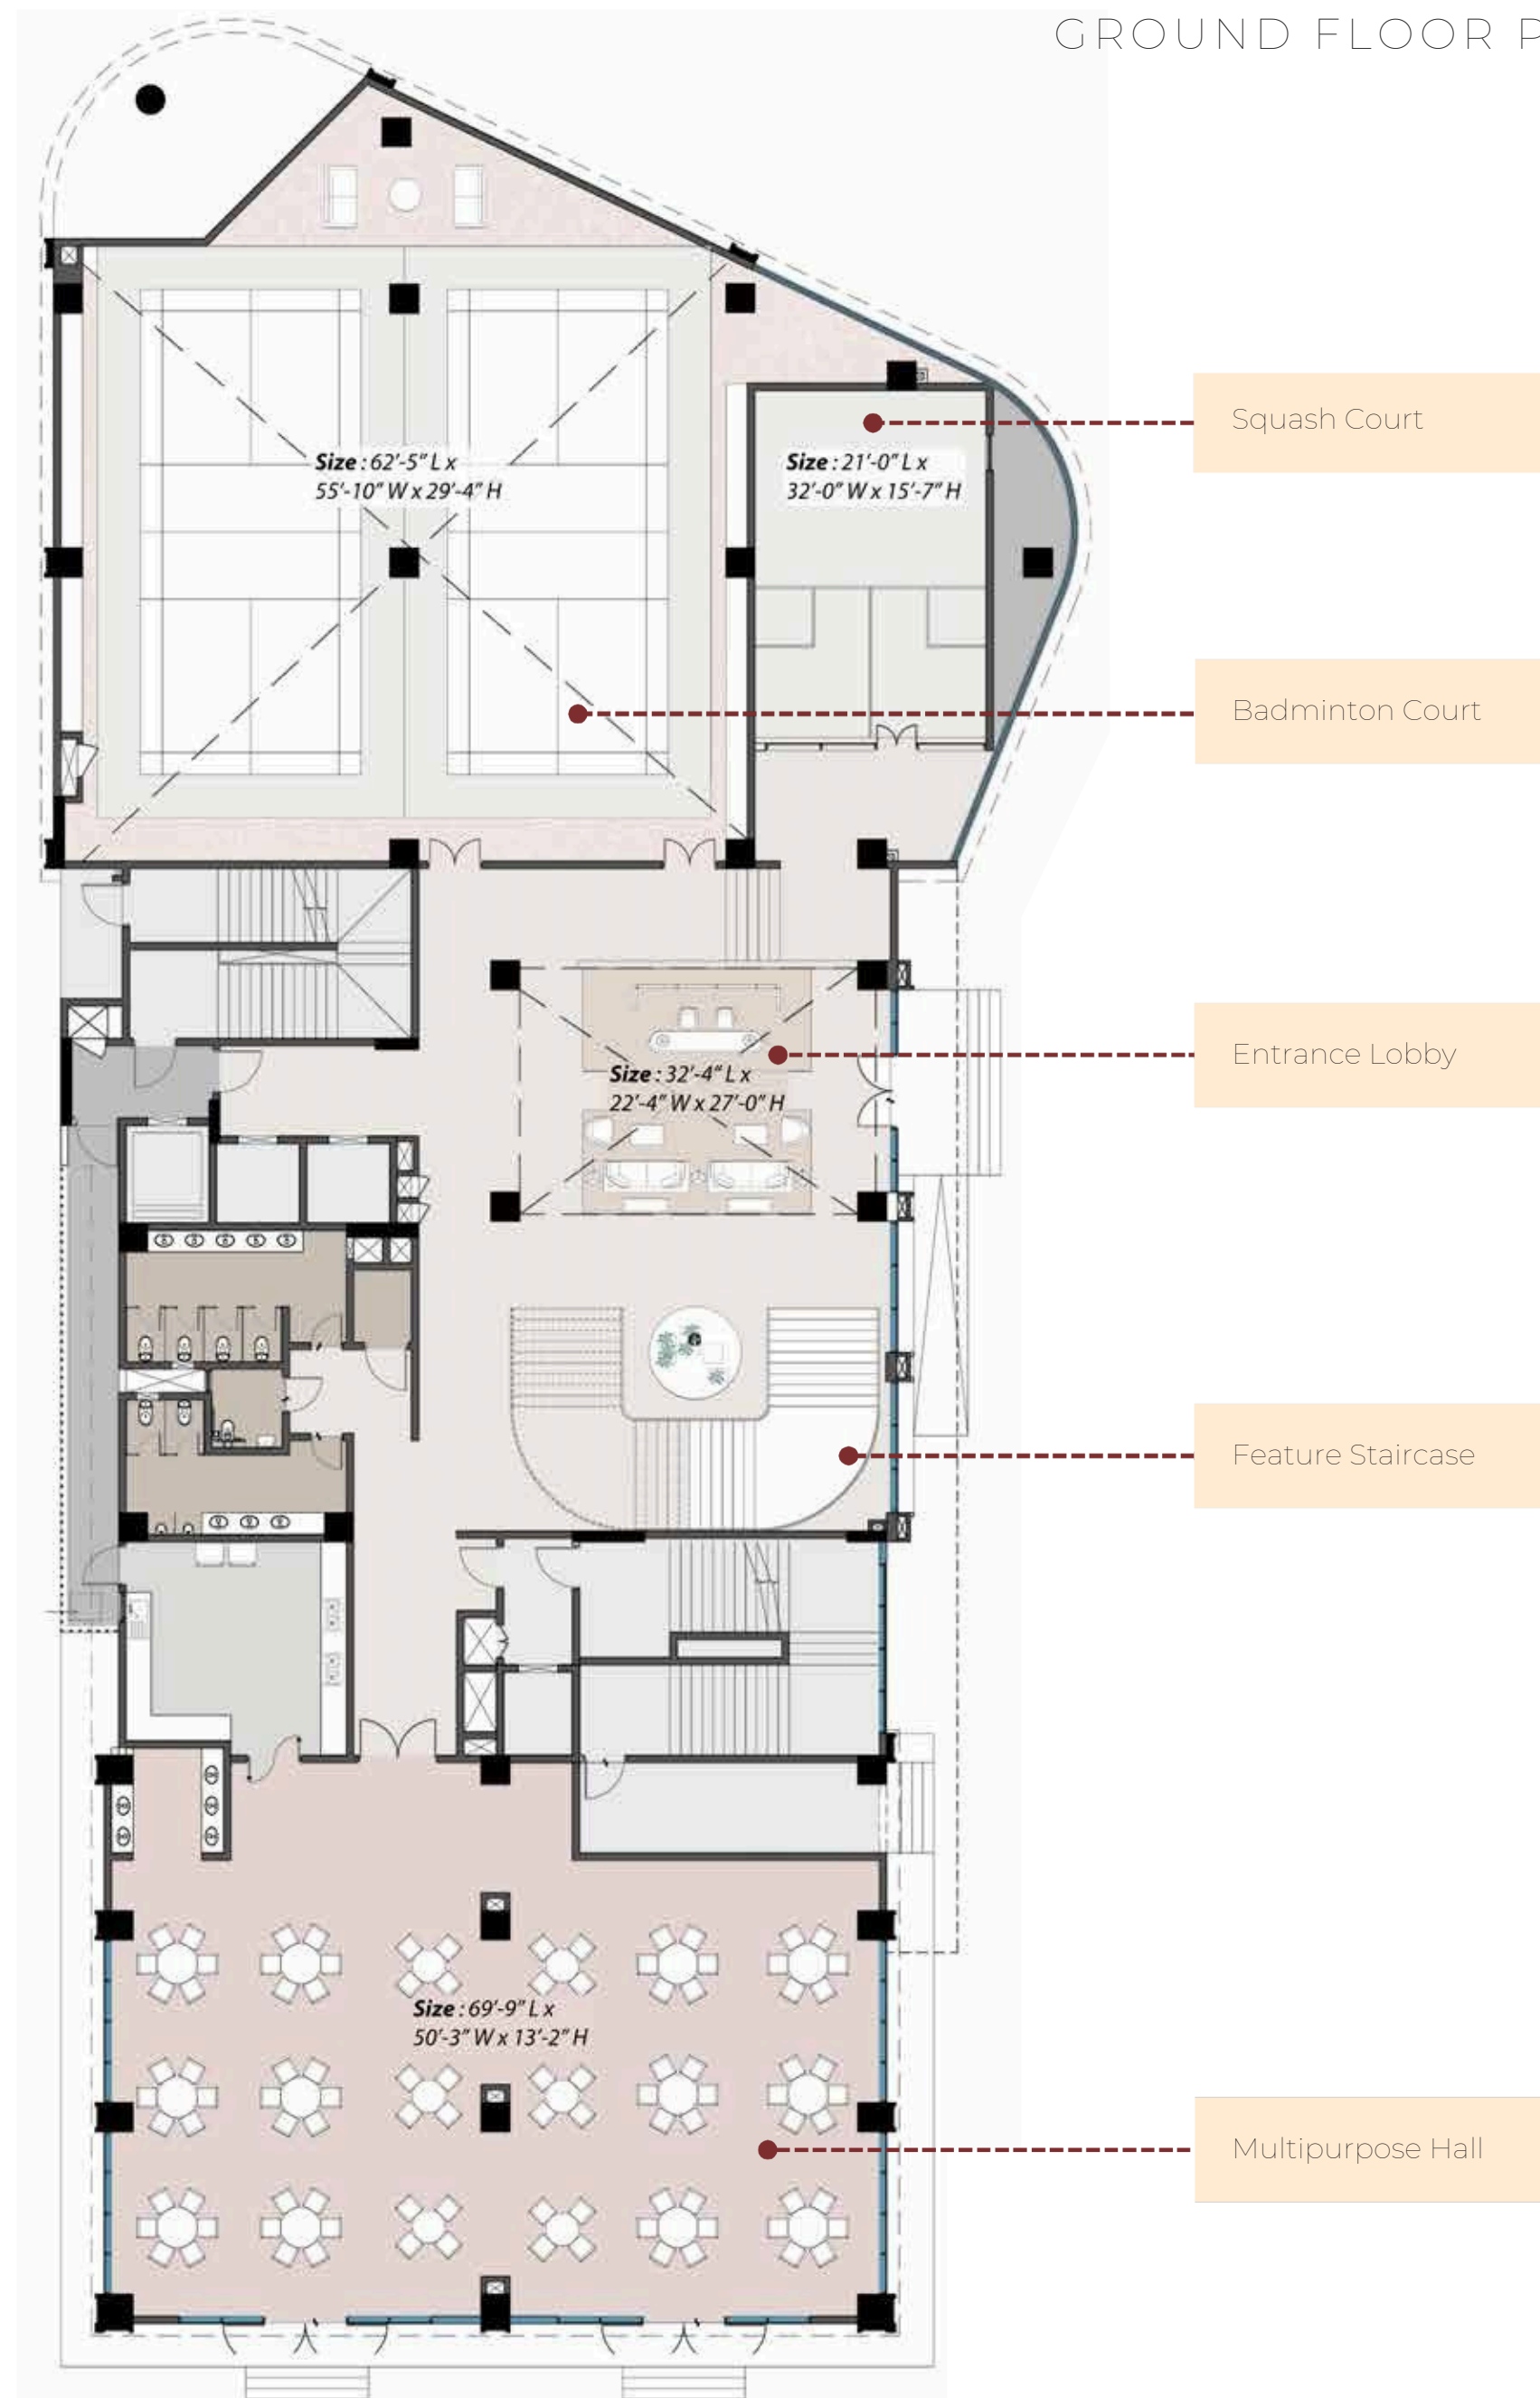 GROUND FLOOR P
Squash Court
Size : 62'-5" L x
55'-10" W x 29'-4" H
Size : 21'-0" L x
32'-0" W x 15'-7" H
Badminton Court
Entrance Lobby
Size : 32'-4" L x
22'-4" W x 27'-0" H
Feature Staircase
Size : 69'-9" L x
50'-3" W x 13'-2" H
Multipurpose Hall